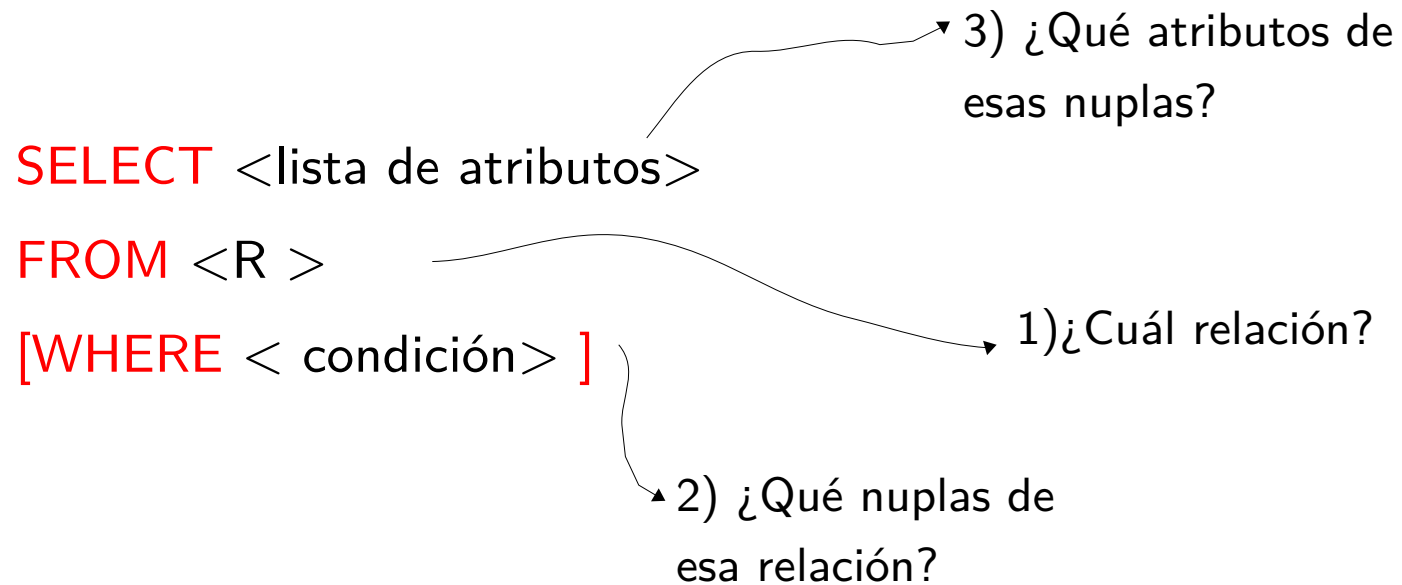 3) ¿Qué atributos de
esas nuplas?
SELECT <lista de atributos>
FROM <R >
1)¿Cuál relación?
[WHERE < condición> ]
2) ¿Qué nuplas de
esa relación?